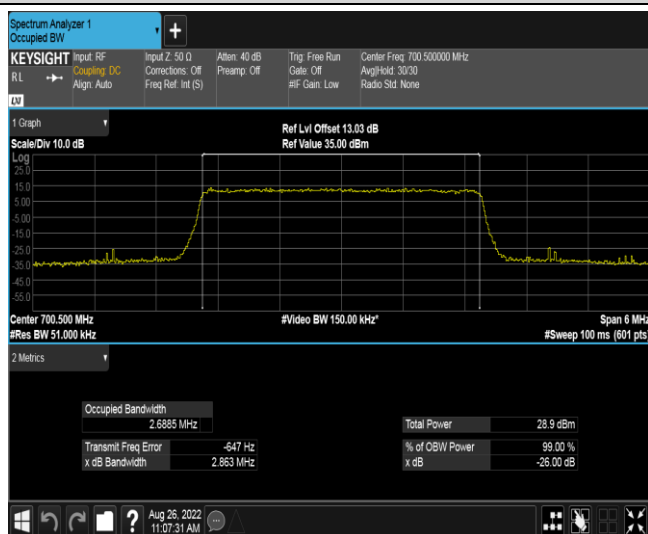 Spectrum Analyzer 1
Occupied BW
+
KEYSIGHT
RL
LXI
Input: RF
Coupling: DC
Align: Auto
Input Z: 50 Ω
Corrections: Off
Freq Ref: Int (S)
Atten: 40 dB
Preamp: Off
Trig: Free Run
Gate: Off
#IF Gain: Low
Center Freq: 700.500000 MHz
Avg|Hold: 30/30
Radio Std: None
1 Graph
Scale/Div 10.0 dB
Ref Lvl Offset 13.03 dB
Ref Value 35.00 dBm
Log
25.0
15.0
5.00
-5.00
-15.0
-25.0
-35.0
-45.0
-55.0
Center 700.500 MHz
#Res BW 51.000 kHz
#Video BW 150.00 kHz*
Span 6 MHz
#Sweep 100 ms (601 pts)
2 Metrics
Occupied Bandwidth
2.6885 MHz
Transmit Freq Error -647 Hz
x dB Bandwidth 2.863 MHz
Total Power 28.9 dBm
% of OBW Power 99.00 %
x dB -26.00 dB
?
Aug 26, 2022
11:07:31 AM